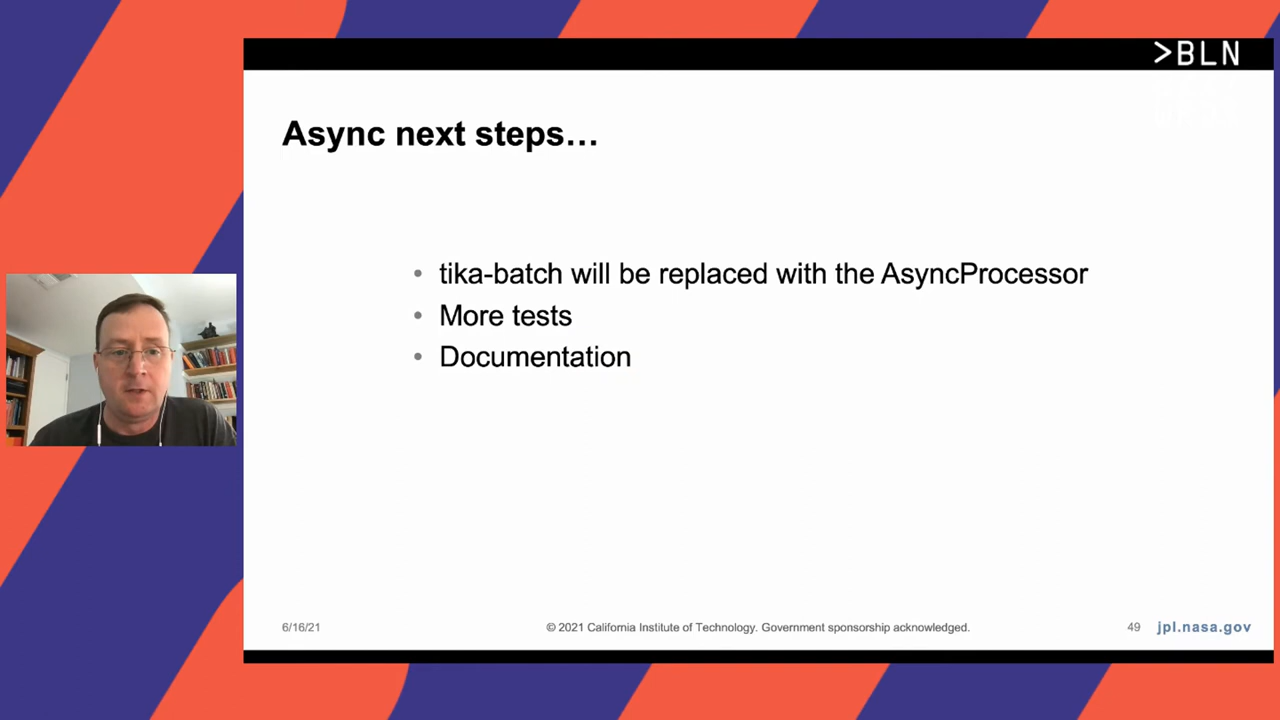 >BLN
Async next steps…
• tika-batch will be replaced with the AsyncProcessor
• More tests
• Documentation
6/16/21
© 2021 California Institute of Technology. Government sponsorship acknowledged.
49
jpl.nasa.gov